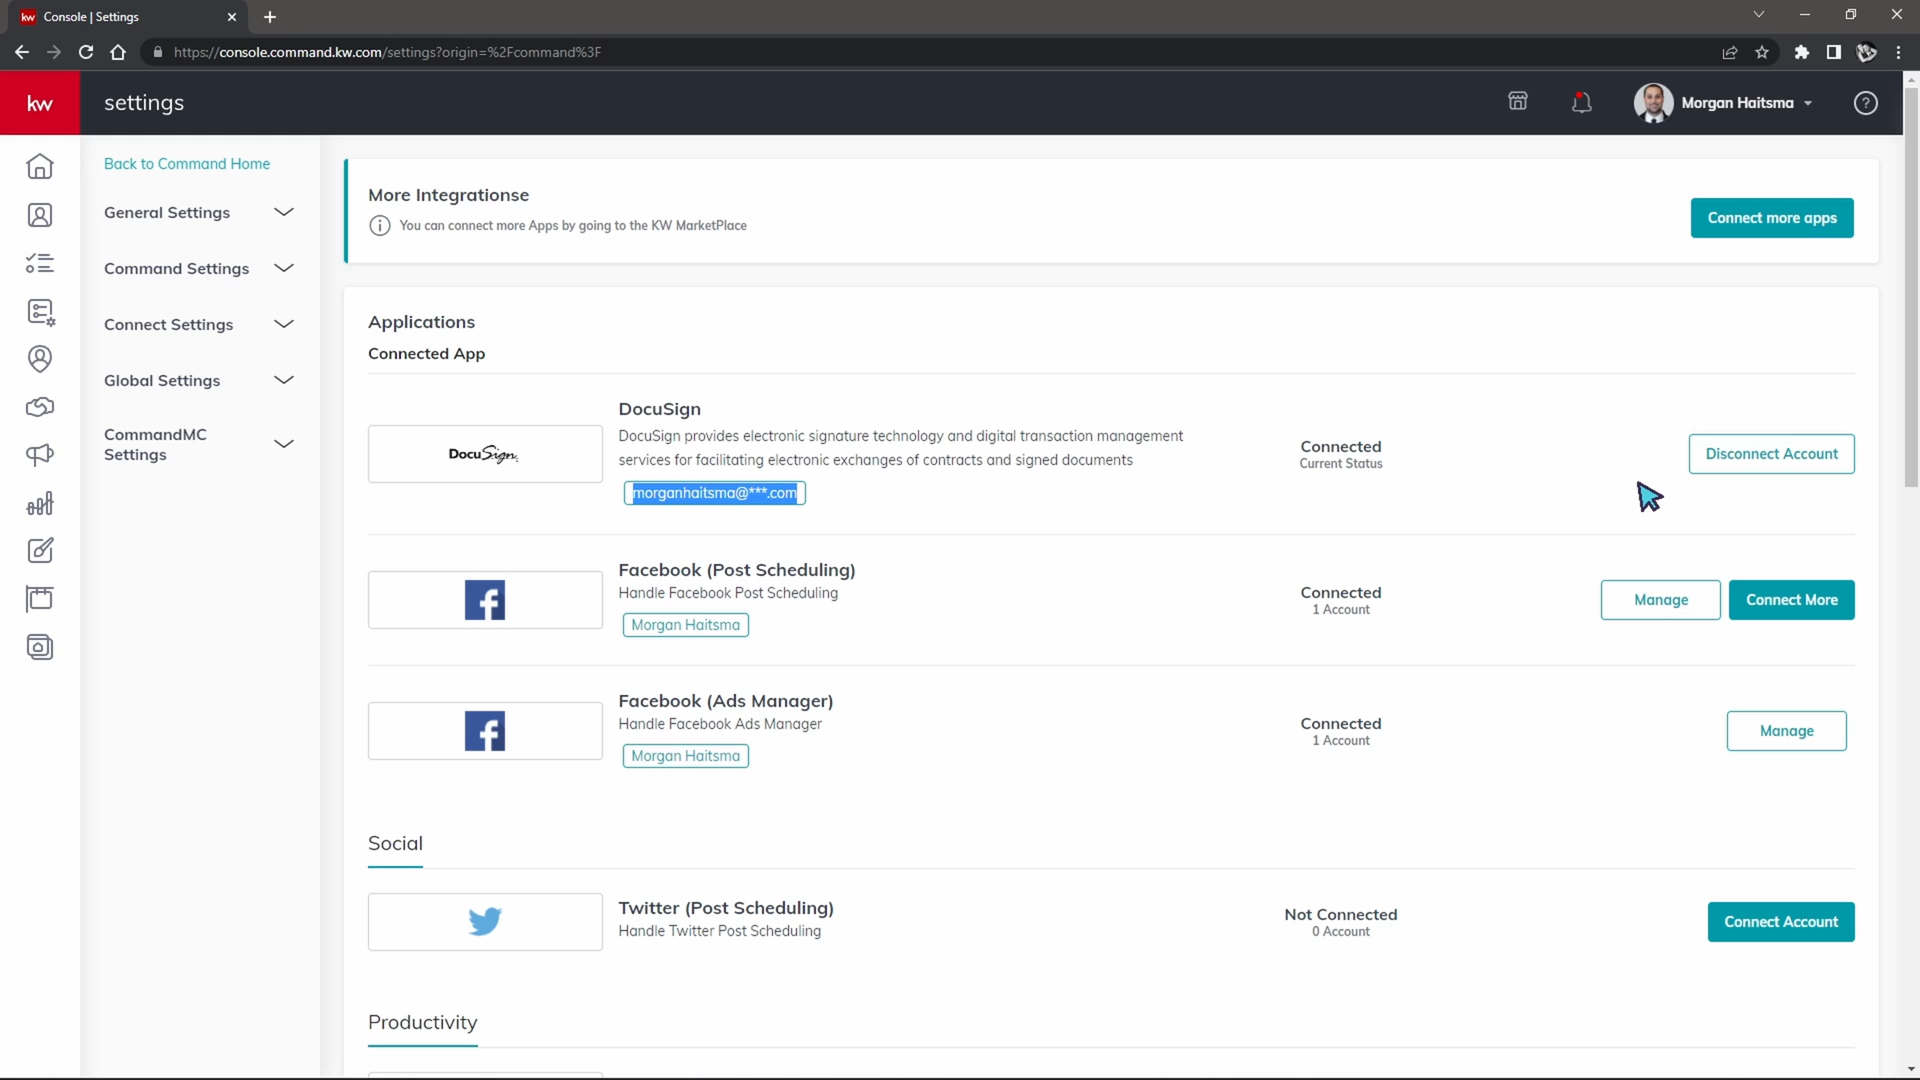 kw Console | Settings
https://console.command.kw.com/settings?origin=%2Fcommand%3F
kw
settings
Morgan Haitsma
?
Back to Command Home
General Settings
Command Settings
Connect Settings
Global Settings
CommandMC
Settings
More Integrationse
You can connect more Apps by going to the KW MarketPlace
Connect more apps
Applications
Connected App
DocuSign
DocuSign
DocuSign provides electronic signature technology and digital transaction management
services for facilitating electronic exchanges of contracts and signed documents
morganhaitsma@***.com
Connected
Current Status
Disconnect Account
Facebook (Post Scheduling)
Handle Facebook Post Scheduling
Morgan Haitsma
Connected
1 Account
Manage
Connect More
Facebook (Ads Manager)
Handle Facebook Ads Manager
Morgan Haitsma
Connected
1 Account
Manage
Social
Twitter (Post Scheduling)
Handle Twitter Post Scheduling
Not Connected
0 Account
Connect Account
Productivity